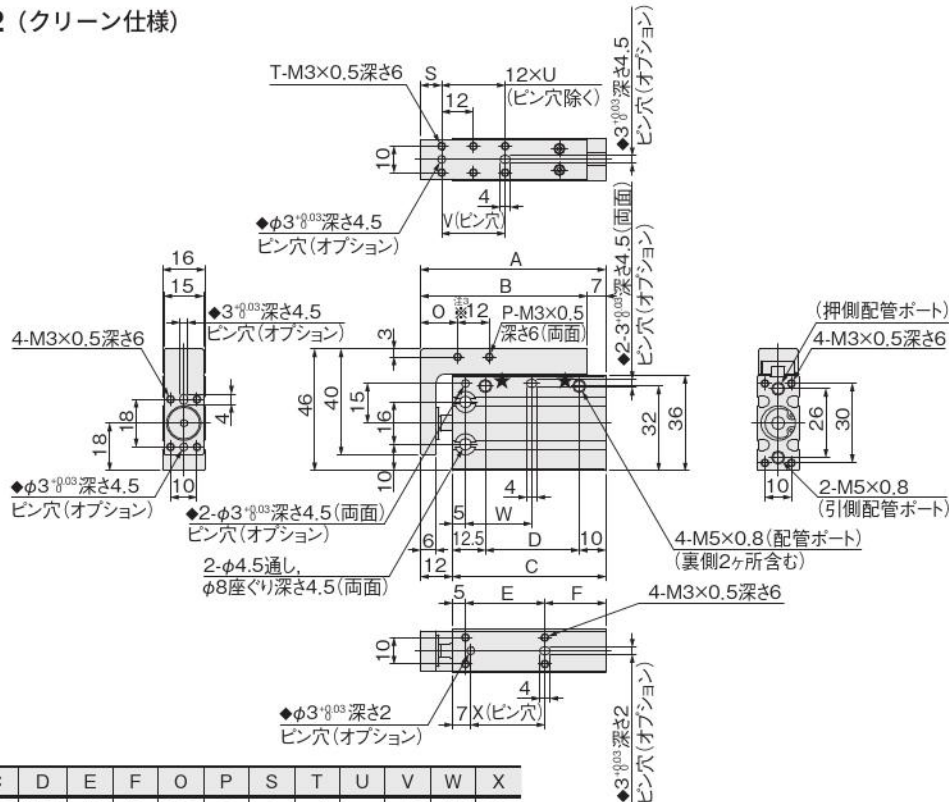 2（クリーン仕様）
T-M3×0.5深さ6
S
12×U
(ピン穴除く)
12
◆3 +0.03 0 深さ4.5
ピン穴(オプション)
10
4
V(ピン穴)
◆φ3 +0.03 0 深さ4.5
ピン穴(オプション)
◆2-3 +0.03 0 深さ4.5(両面)
ピン穴(オプション)
16
15
◆3 +0.03 0 深さ4.5
ピン穴(オプション)
4-M3×0.5深さ6
18
18
4
10
◆φ3 +0.03 0 深さ4.5
ピン穴(オプション)
A
B
7
O
注3
※12
P-M3×0.5
深さ6(両面)
3
46
40
15
16
10
★
★
32
36
4
5
W
6
12.5
D
10
12
C
◆2-φ3 +0.03 0 深さ4.5(両面)
ピン穴(オプション)
2-φ4.5通し,
φ8座ぐり深さ4.5(両面)
(押側配管ポート)
4-M3×0.5深さ6
26
30
10
2-M5×0.8
(引側配管ポート)
4-M5×0.8(配管ポート)
(裏側2ヶ所含む)
5
E
F
4-M3×0.5深さ6
10
4
7
X(ピン穴)
◆φ3 +0.03 0 深さ2
ピン穴(オプション)
◆3 +0.03 0 深さ2
ピン穴(オプション)
D E F O P S T U V W X